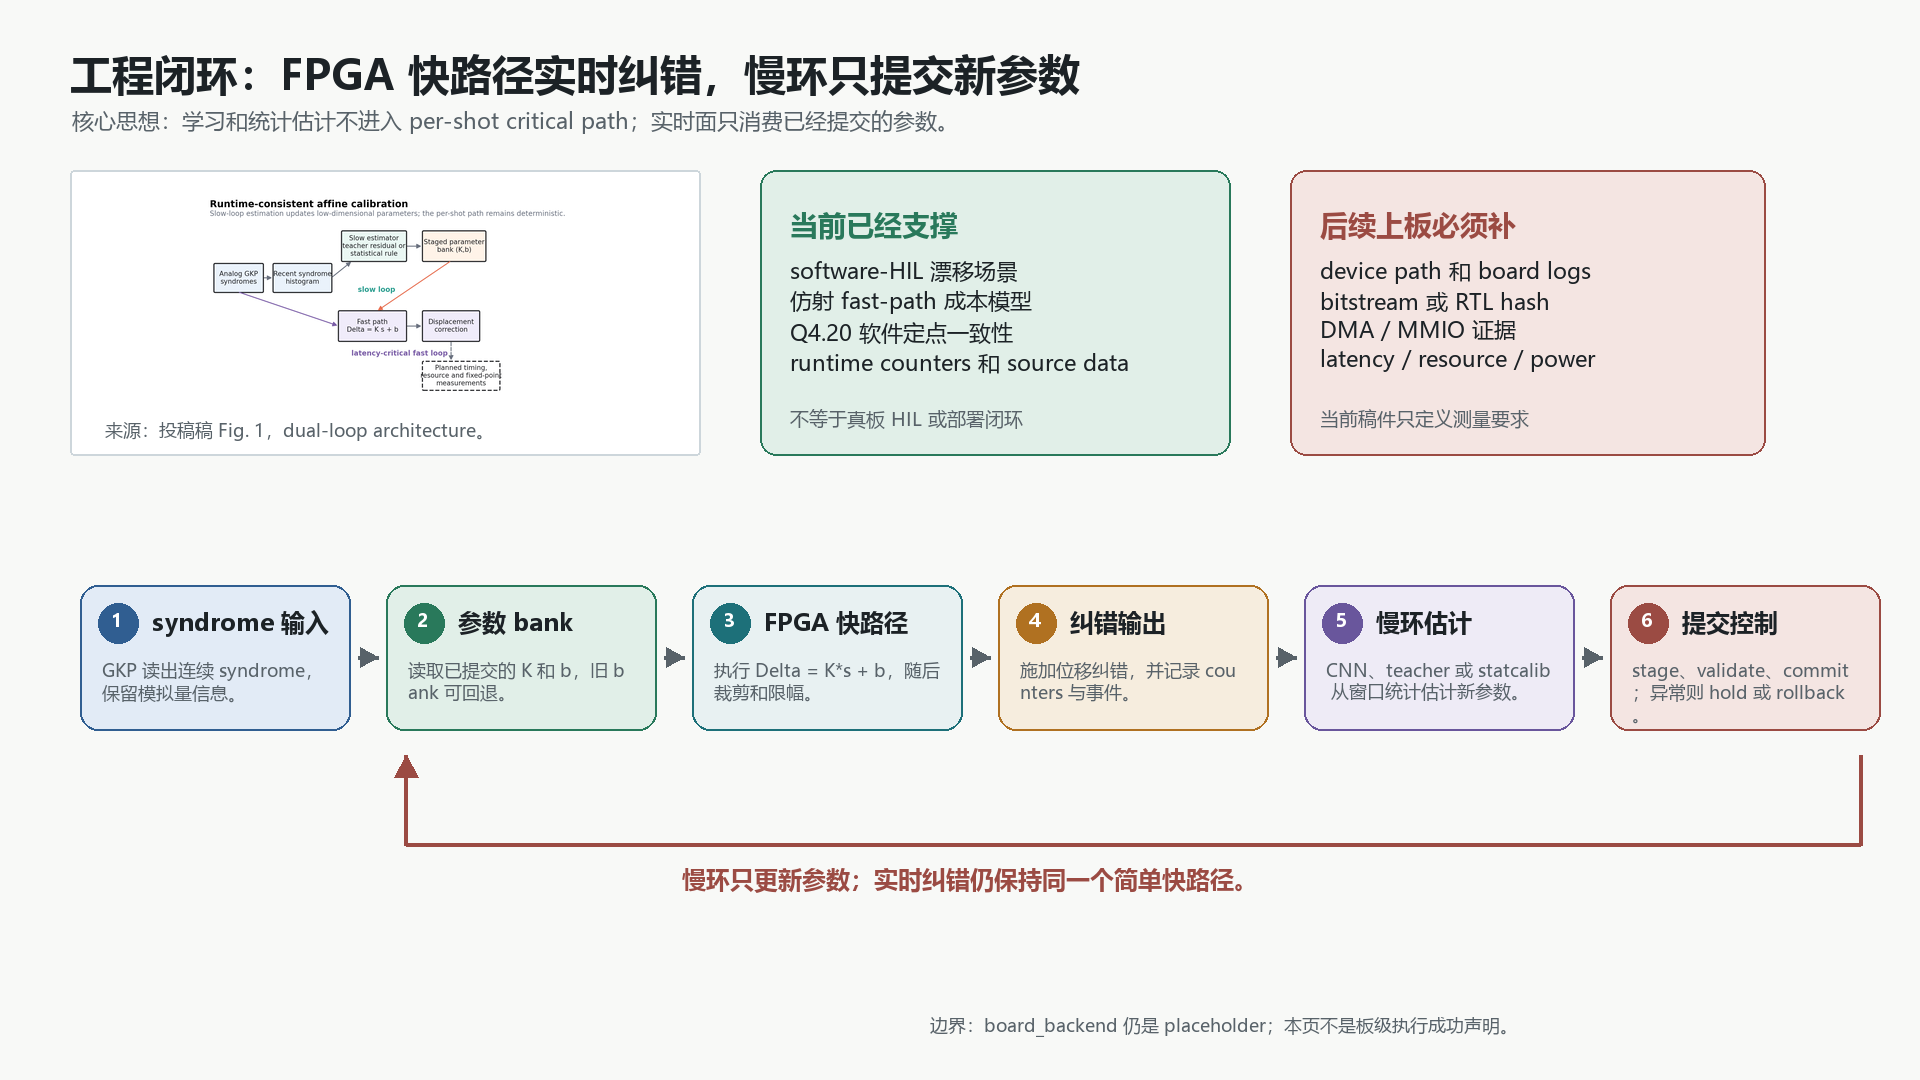 工程闭环：FPGA 快路径实时纠错，慢环只提交新参数
核心思想：学习和统计估计不进入 per-shot critical path；实时面只消费已经提交的参数。
Runtime-consistent affine calibration
Slow-loop estimation updates low-dimensional parameters; the per-shot path remains deterministic.
Slow estimator
teacher residual or
statistical rule
Staged parameter
bank (K,b)
Analog GKP
syndromes
Recent syndrome
histogram
slow loop
Fast path
Delta = K s + b
Displacement
correction
latency-critical fast loop
Planned timing,
resource and fixed-point
measurements
来源：投稿稿 Fig. 1，dual-loop architecture。
当前已经支撑
software-HIL 漂移场景
仿射 fast-path 成本模型
Q4.20 软件定点一致性
runtime counters 和 source data
不等于真板 HIL 或部署闭环
后续上板必须补
device path 和 board logs
bitstream 或 RTL hash
DMA / MMIO 证据
latency / resource / power
当前稿件只定义测量要求
1 syndrome 输入
GKP 读出连续 syndrome，
保留模拟量信息。
2 参数 bank
读取已提交的 K 和 b，旧 b
ank 可回退。
3 FPGA 快路径
执行 Delta = K*s + b，随后
裁剪和限幅。
4 纠错输出
施加位移纠错，并记录 cou
nters 与事件。
5 慢环估计
CNN、teacher 或 statcalib
从窗口统计估计新参数。
6 提交控制
stage、validate、commit
；异常则 hold 或 rollback
。
慢环只更新参数；实时纠错仍保持同一个简单快路径。
边界：board_backend 仍是 placeholder；本页不是板级执行成功声明。